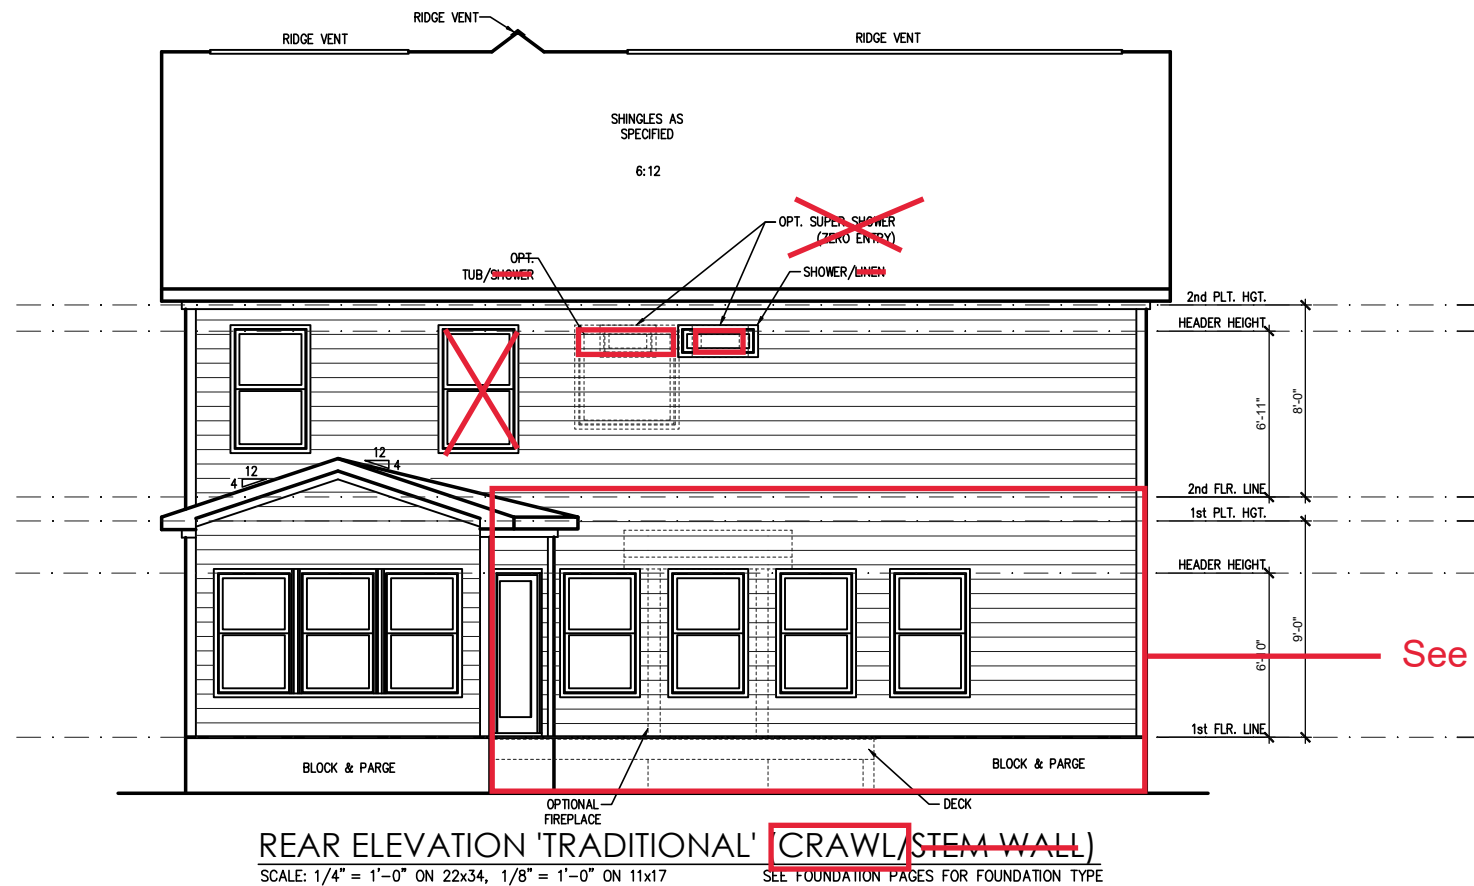 RIDGE VENT
RIDGE VENT
RIDGE VENT
SHINGLES AS
SPECIFIED
6:12
OPT. SUPER SHOWER
(ZERO ENTRY)
OPT.
TUB/SHOWER
SHOWER/LINEN
2nd PLT. HGT.
HEADER HEIGHT
6'-11"
8'-0"
12
4
12
4
2nd FLR. LINE
1st PLT. HGT.
HEADER HEIGHT
9'-0"
6'-10"
See
1st FLR. LINE
BLOCK & PARGE
BLOCK & PARGE
OPTIONAL
FIREPLACE
DECK
REAR ELEVATION 'TRADITIONAL' (CRAWL/STEM WALL)
SCALE: 1/4" = 1'-0" ON 22x34, 1/8" = 1'-0" ON 11x17
SEE FOUNDATION PAGES FOR FOUNDATION TYPE